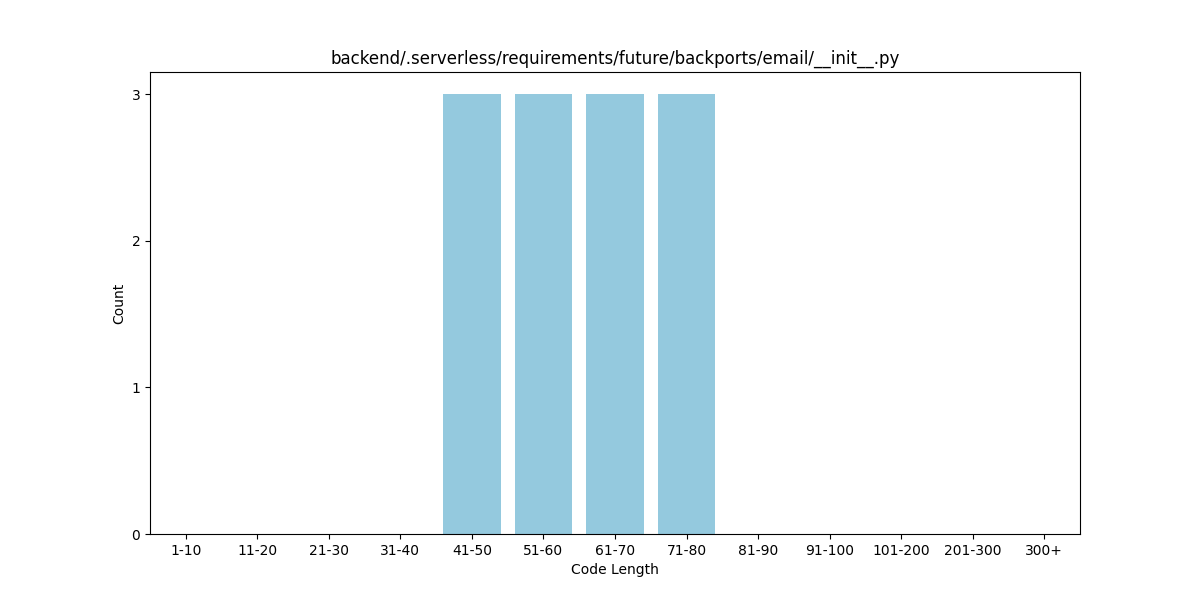 backend/.serverless/requirements/future/backports/email/__init__.py
3
2
1
0
Count
1-10 11-20 21-30 31-40 41-50 51-60 61-70 71-80 81-90 91-100 101-200 201-300 300+
Code Length